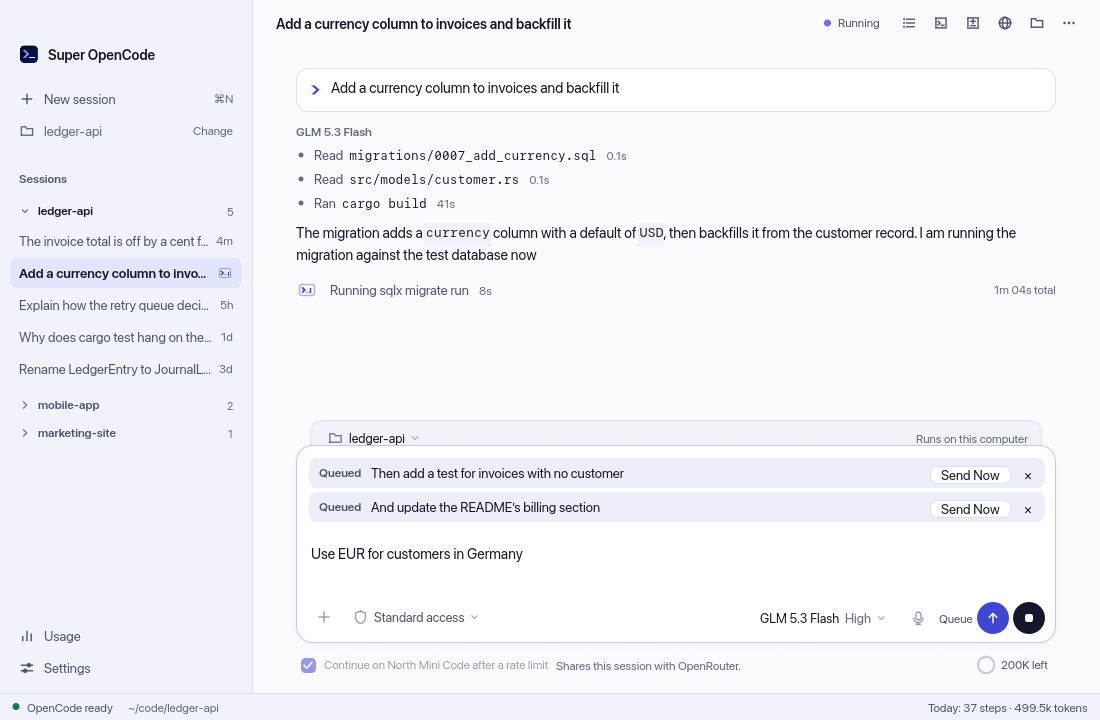 Super OpenCode
New session ⌘N
ledger-api Change
Sessions
ledger-api 5
The invoice total is off by a cent f... 4m
Add a currency column to invo...
Explain how the retry queue deci... 5h
Why does cargo test hang on the... 1d
Rename LedgerEntry to JournalL... 3d
mobile-app 2
marketing-site 1
Usage
Settings
Add a currency column to invoices and backfill it
Running
Add a currency column to invoices and backfill it
GLM 5.3 Flash
Read migrations/0007_add_currency.sql 0.1s
Read src/models/customer.rs 0.1s
Ran cargo build 41s
The migration adds a currency column with a default of USD, then backfills it from the customer record. I am running the
migration against the test database now
Running sqlx migrate run 8s 1m 04s total
ledger-api Runs on this computer
Queued Then add a test for invoices with no customer Send Now ×
Queued And update the README's billing section Send Now ×
Use EUR for customers in Germany
Standard access GLM 5.3 Flash High Queue
Continue on North Mini Code after a rate limit Shares this session with OpenRouter. 200K left
OpenCode ready ~/code/ledger-api Today: 37 steps · 499.5k tokens